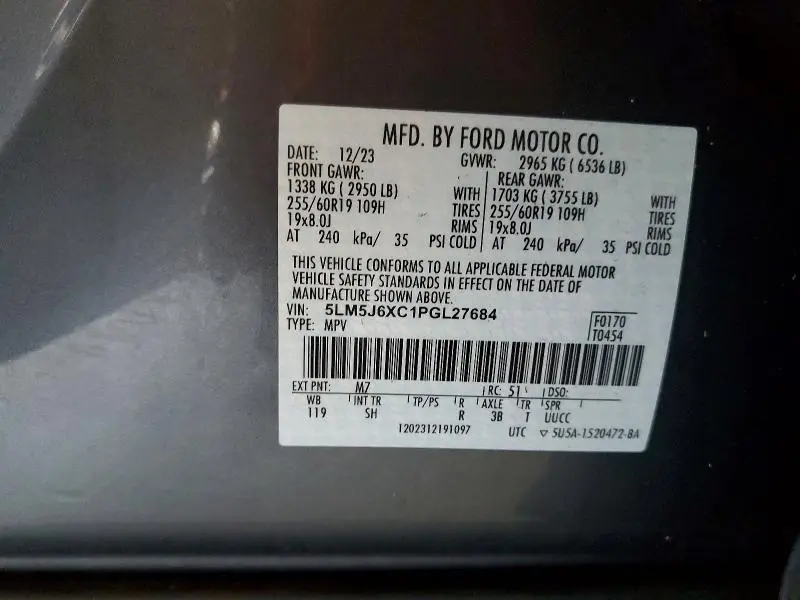 MFD. BY FORD MOTOR CO.
DATE: 12/23 GVWR: 2965 KG ( 6536 LB)
FRONT GAWR: REAR GAWR:
1338 KG ( 2950 LB) WITH 1703 KG ( 3755 LB) WITH
255/60R19 109H TIRES 255/60R19 109H TIRES
19x8.0J RIMS 19x8.0J RIMS
AT 240 kPa/ 35 PSI COLD AT 240 kPa/ 35 PSI COLD
THIS VEHICLE CONFORMS TO ALL APPLICABLE FEDERAL MOTOR
VEHICLE SAFETY STANDARDS IN EFFECT ON THE DATE OF
MANUFACTURE SHOWN ABOVE.
VIN: 5LM5J6XC1PGL27684
TYPE: MPV
F0170
T0454
EXT PNT: M7 RC: 51 DSO:
WB INT TR TP/PS R AXLE TR SPR
119 SH R 3B T UUCC
1202312191097 UTC ▽ 5U5A-1520472-BA